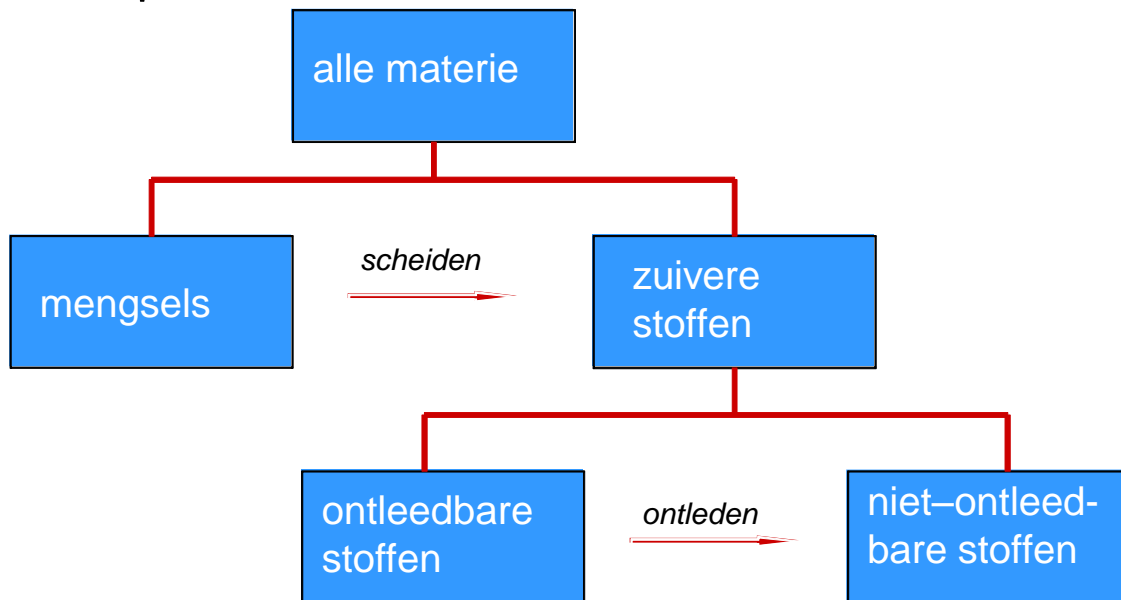 alle materie
mengsels
scheiden
zuivere
stoffen
ontleedbare
stoffen
ontleden
niet–ontleed-
bare stoffen